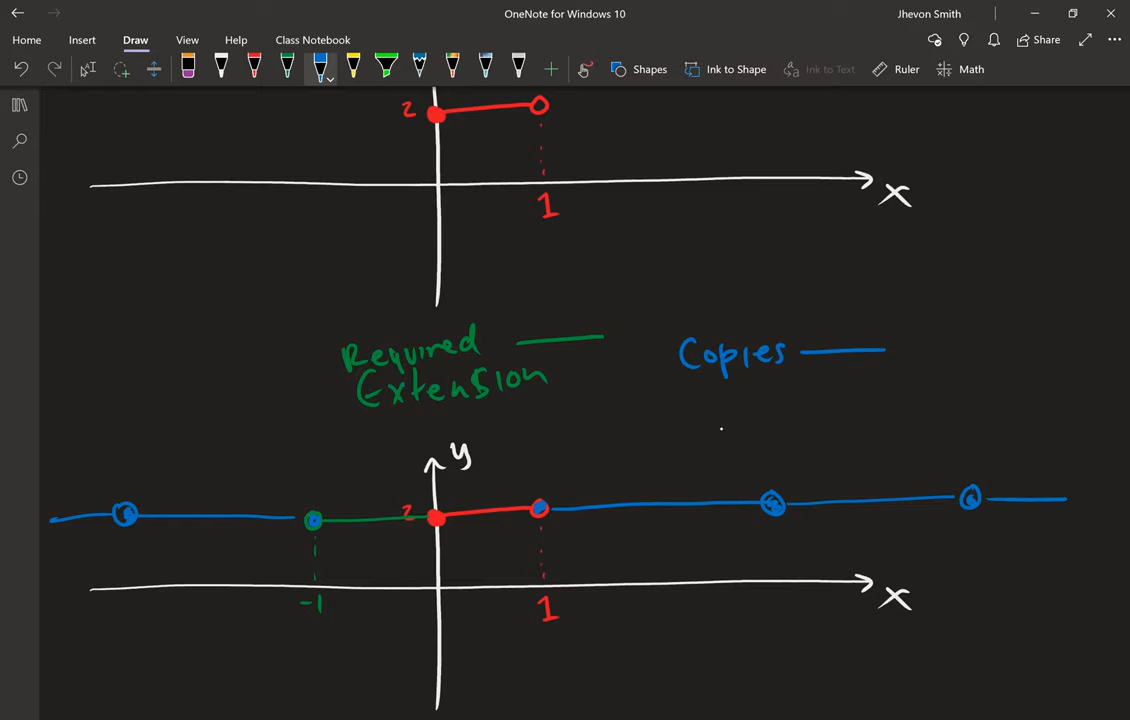 OneNote for Windows 10
Jhevon Smith
Home Insert Draw View Help Class Notebook
Share
Shapes Ink to Shape Ink to Text Ruler Math
2
1
x
Required Copies
Extension
y
2
-1 1
x